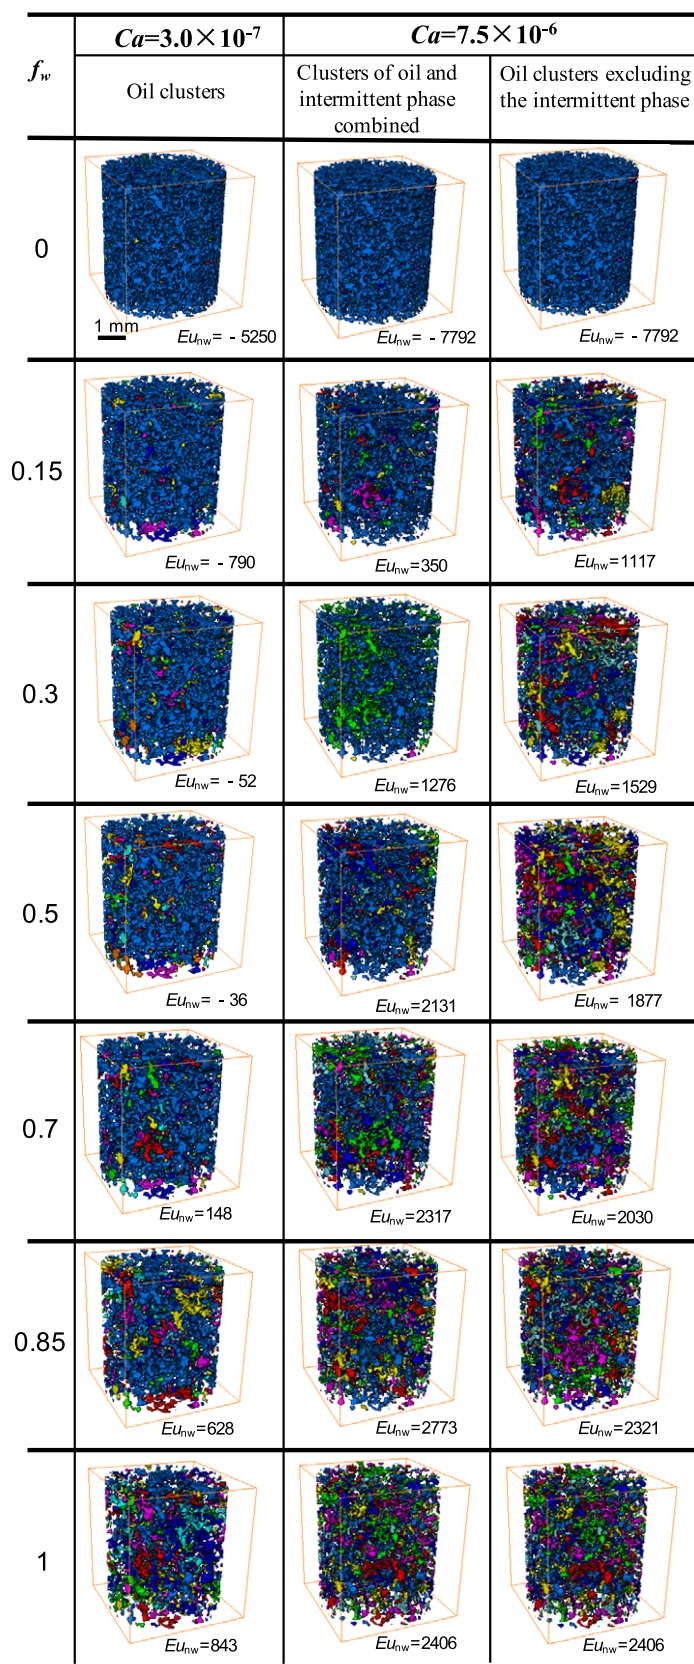 Ca=3.0×10-7
Ca=7.5×10-6
fw
Oil clusters
Clusters of oil and
intermittent phase
combined
Oil clusters excluding
the intermittent phase
0
1 mm
Eunw= - 5250
Eunw= - 7792
Eunw= - 7792
0.15
Eunw= - 790
Eunw=350
Eunw=1117
0.3
Eunw= - 52
Eunw=1276
Eunw=1529
0.5
Eunw= - 36
Eunw=2131
Eunw= 1877
0.7
Eunw=148
Eunw=2317
Eunw=2030
0.85
Eunw=628
Eunw=2773
Eunw=2321
1
Eunw=843
Eunw=2406
Eunw=2406